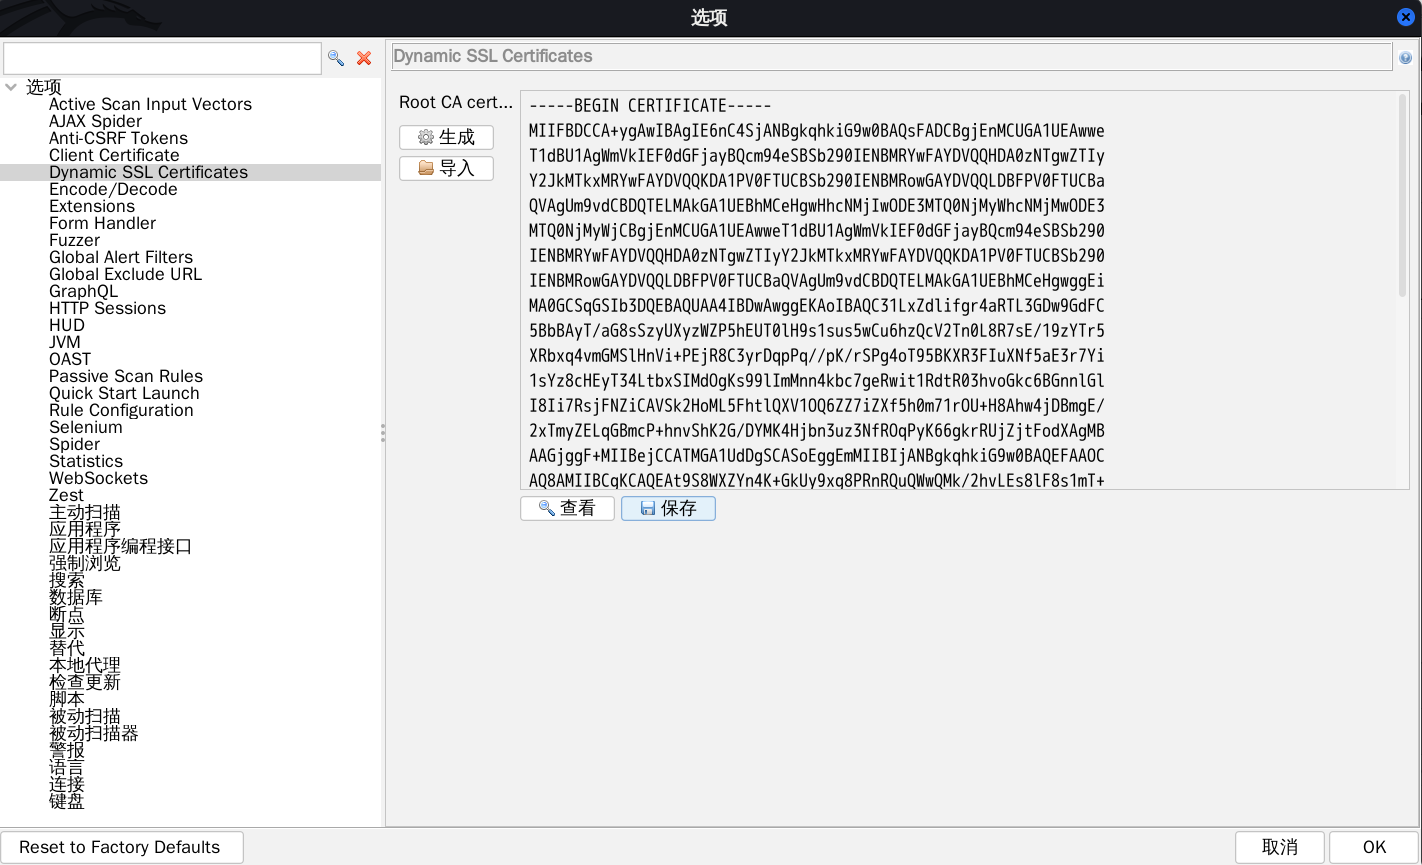 选项
Dynamic SSL Certificates
选项
Active Scan Input Vectors
AJAX Spider
Anti-CSRF Tokens
Client Certificate
Dynamic SSL Certificates
Encode/Decode
Extensions
Form Handler
Fuzzer
Global Alert Filters
Global Exclude URL
GraphQL
HTTP Sessions
HUD
JVM
OAST
Passive Scan Rules
Quick Start Launch
Rule Configuration
Selenium
Spider
Statistics
WebSockets
Zest
主动扫描
应用程序
应用程序编程接口
强制浏览
搜索
数据库
断点
显示
替代
本地代理
检查更新
脚本
被动扫描
被动扫描器
警报
语言
连接
键盘
Root CA cert...
生成
导入
-----BEGIN CERTIFICATE-----
MIIFBDCCA+ygAwIBAgIE6nC4SjANBgkqhkiG9w0BAQsFADCBgjEnMCUGA1UEAwwe
T1dBU1AgWmVkIEF0dGFjayBQcm94eSBSb290IENBMRYwFAYDVQQHDA0zNTgwZTIy
Y2JkMTkxMRYwFAYDVQQKDA1PV0FTUCBSb290IENBMRowGAYDVQQLDBFPV0FTUCBa
QVAgUm9vdCBDQTELMAkGA1UEBhMCeHgwHhcNMjIwODE3MTQ0NjMyWhcNMjMwODE3
MTQ0NjMyWjCBgjEnMCUGA1UEAwweT1dBU1AgWmVkIEF0dGFjayBQcm94eSBSb290
IENBMRYwFAYDVQQHDA0zNTgwZTIyY2JkMTkxMRYwFAYDVQQKDA1PV0FTUCBSb290
IENBMRowGAYDVQQLDBFPV0FTUCBaQVAgUm9vdCBDQTELMAkGA1UEBhMCeHgwggEi
MA0GCSqGSIb3DQEBAQUAA4IBDwAwggEKAoIBAQC31LxZdlifgr4aRTL3GDw9GdFC
5BbBAyT/aG8sSzyUXyzWZP5hEUT0lH9s1sus5wCu6hzQcV2Tn0L8R7sE/19zYTr5
XRbxq4vmGMSlHnVi+PEjR8C3yrDqpPq//pK/rSPg4oT95BKXR3FIuXNf5aE3r7Yi
1sYz8cHEyT34LtbxSIMdOgKs99lImMnn4kbc7geRwit1RdtR03hvoGkc6BGnnlGl
I8Ii7RsjFNZiCAVSk2HoML5FhtlQXV1OQ6ZZ7iZXf5h0m71rOU+H8Ahw4jDBmgE/
2xTmyZELqGBmcP+hnvShK2G/DYMK4Hjbn3uz3NfROqPyK66gkrRUjZjtFodXAgMB
AAGjggF+MIIBejCCATMGA1UdDgSCASoEggEmMIIBIjANBgkqhkiG9w0BAQEFAAOC
AQ8AMIIBCgKCAQEAt9S8WXZYn4K+GkUy9xg8PRnRQuQWwQMk/2hvLEs8lF8s1mT+
查看
保存
Reset to Factory Defaults
取消
OK